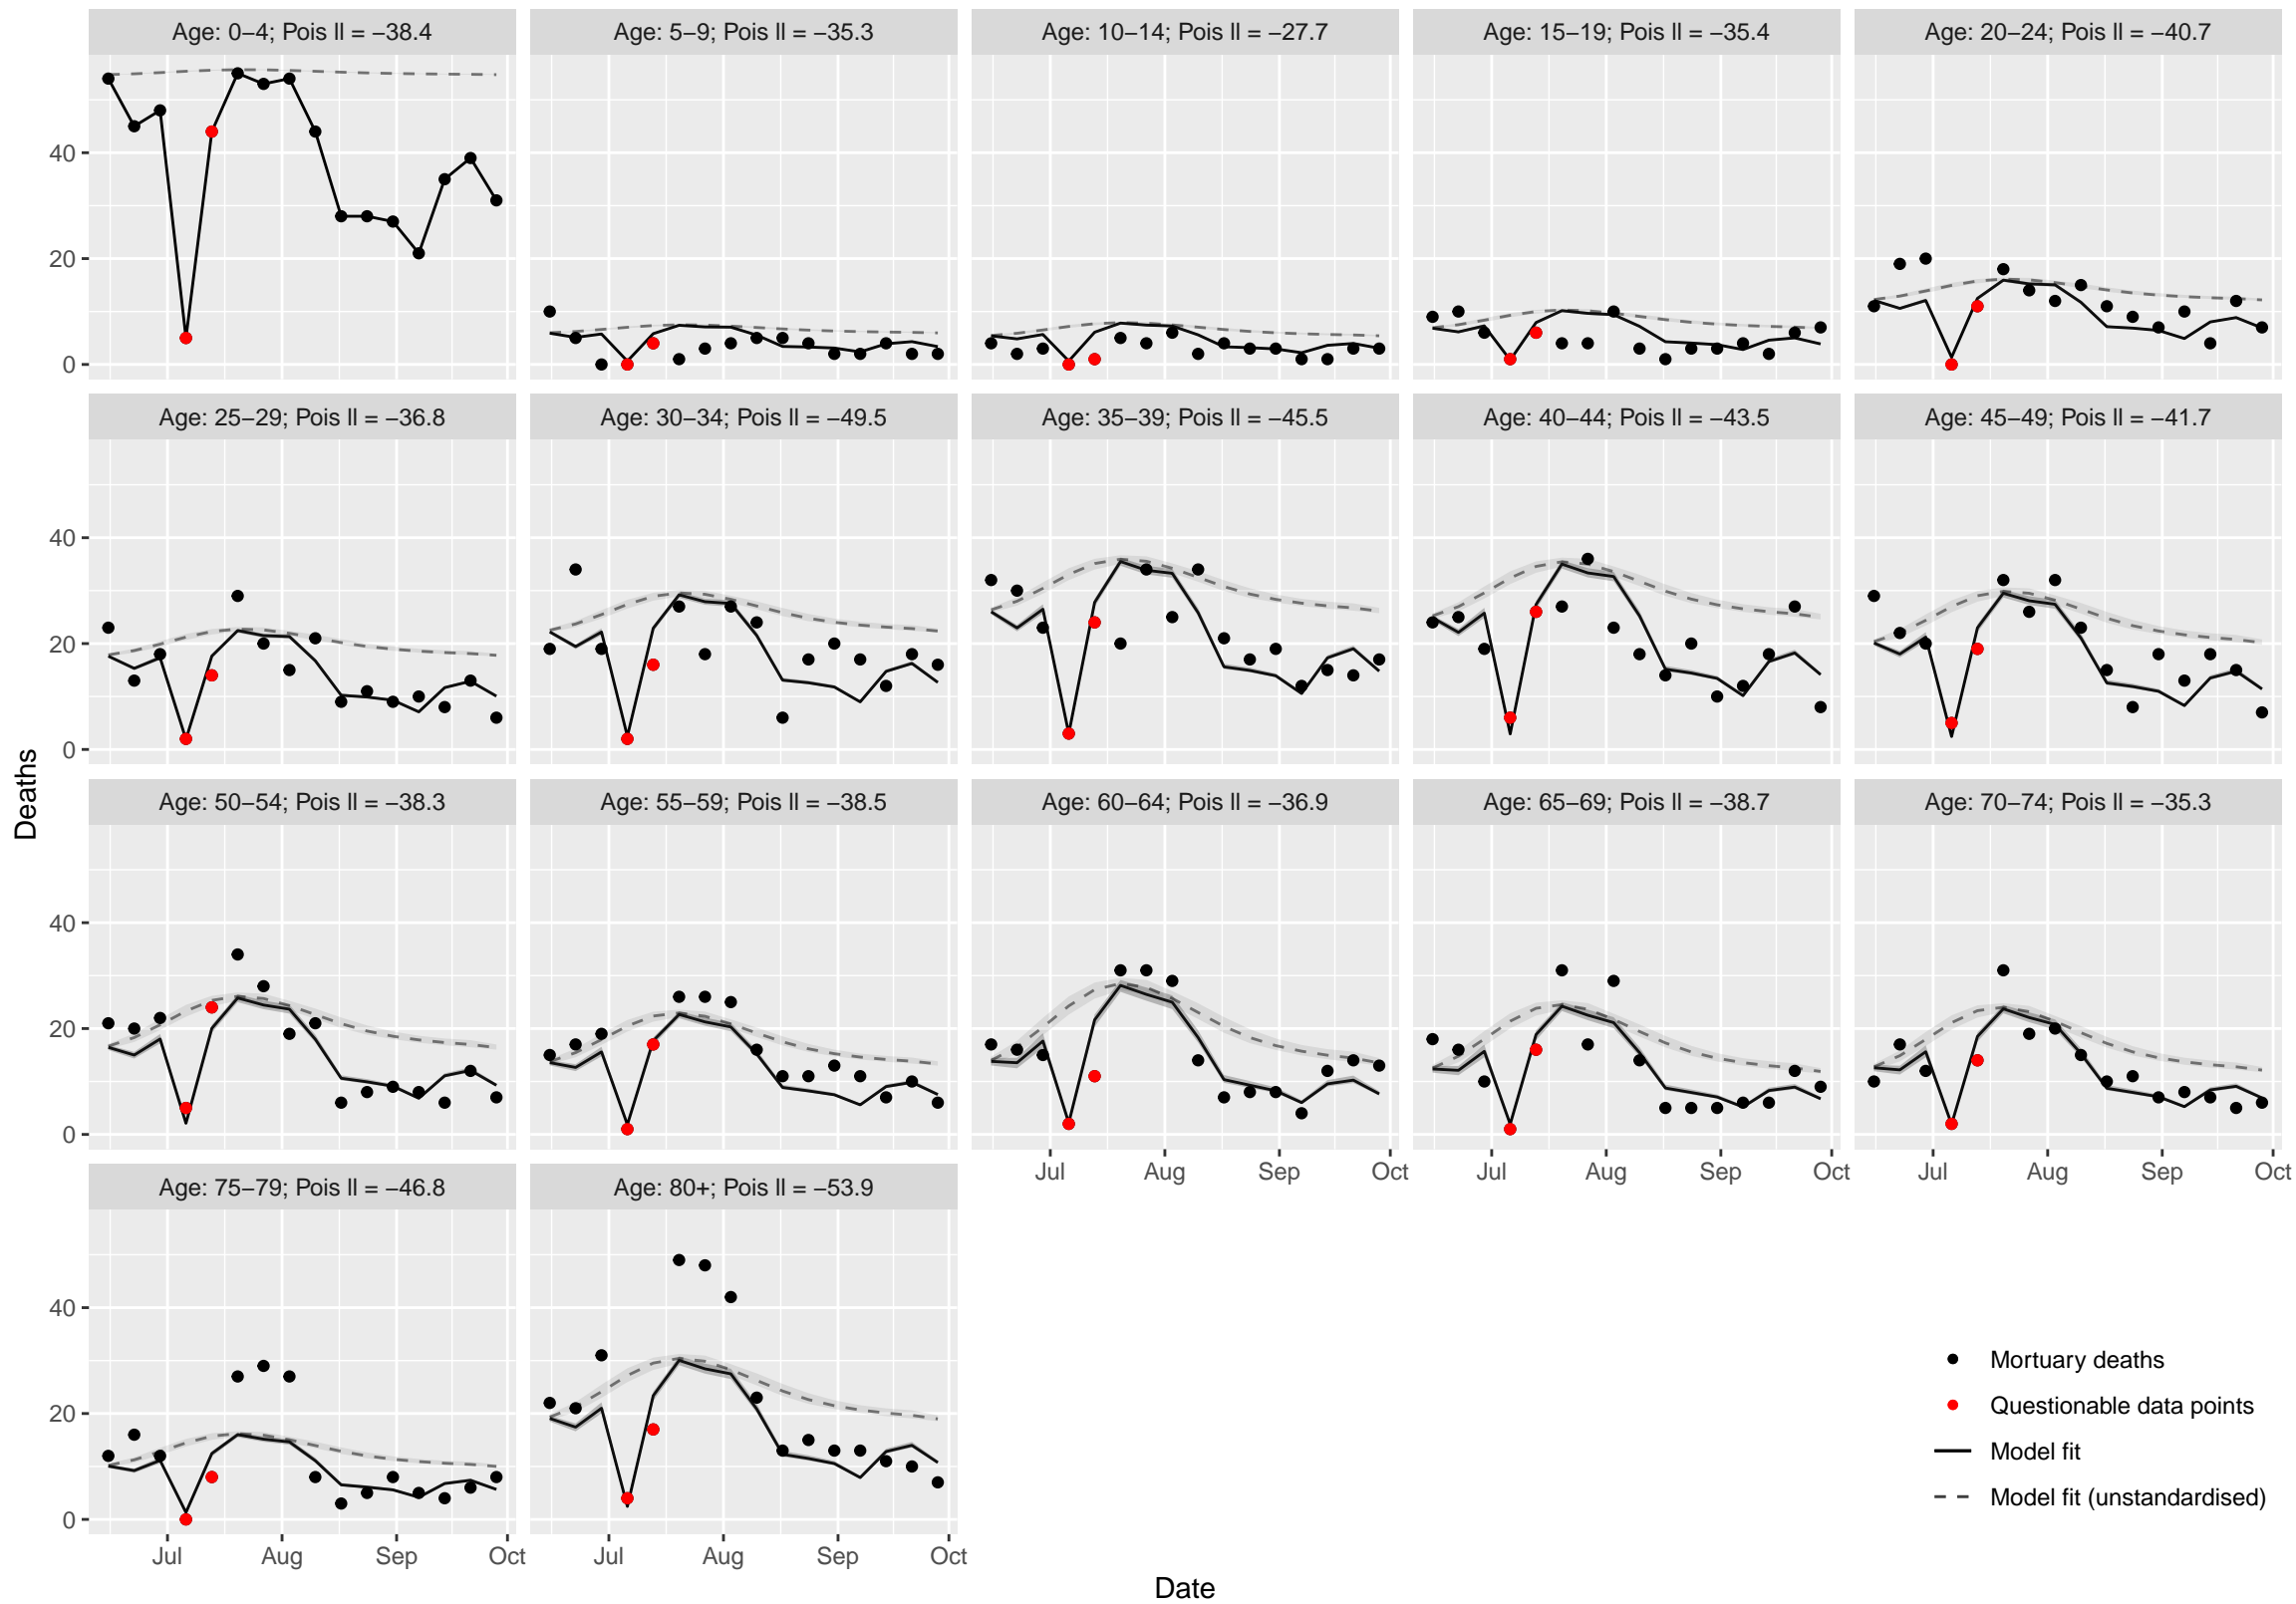 Age: 0−4; Pois ll = −38.4
Age: 5−9; Pois ll = −35.3
Age: 10−14; Pois ll = −27.7
Age: 15−19; Pois ll = −35.4
Age: 20−24; Pois ll = −40.7
40
20
0
Age: 25−29; Pois ll = −36.8
Age: 30−34; Pois ll = −49.5
Age: 35−39; Pois ll = −45.5
Age: 40−44; Pois ll = −43.5
Age: 45−49; Pois ll = −41.7
40
20
0
Deaths
Age: 50−54; Pois ll = −38.3
Age: 55−59; Pois ll = −38.5
Age: 60−64; Pois ll = −36.9
Age: 65−69; Pois ll = −38.7
Age: 70−74; Pois ll = −35.3
40
20
0
Jul Aug Sep Oct
Jul Aug Sep Oct
Jul Aug Sep Oct
Age: 75−79; Pois ll = −46.8
Age: 80+; Pois ll = −53.9
40
20
0
Jul Aug Sep Oct
Jul Aug Sep Oct
Mortuary deaths
Questionable data points
Model fit
Model fit (unstandardised)
Date